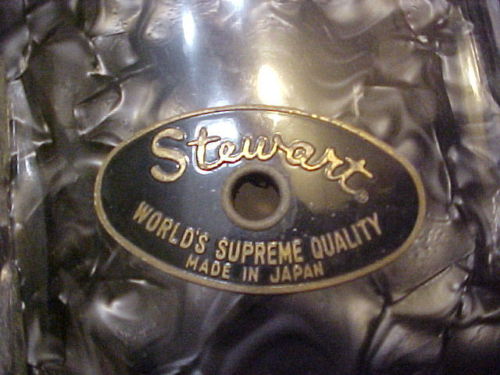 Stewart
WORLD'S SUPREME QUALITY
MADE IN JAPAN